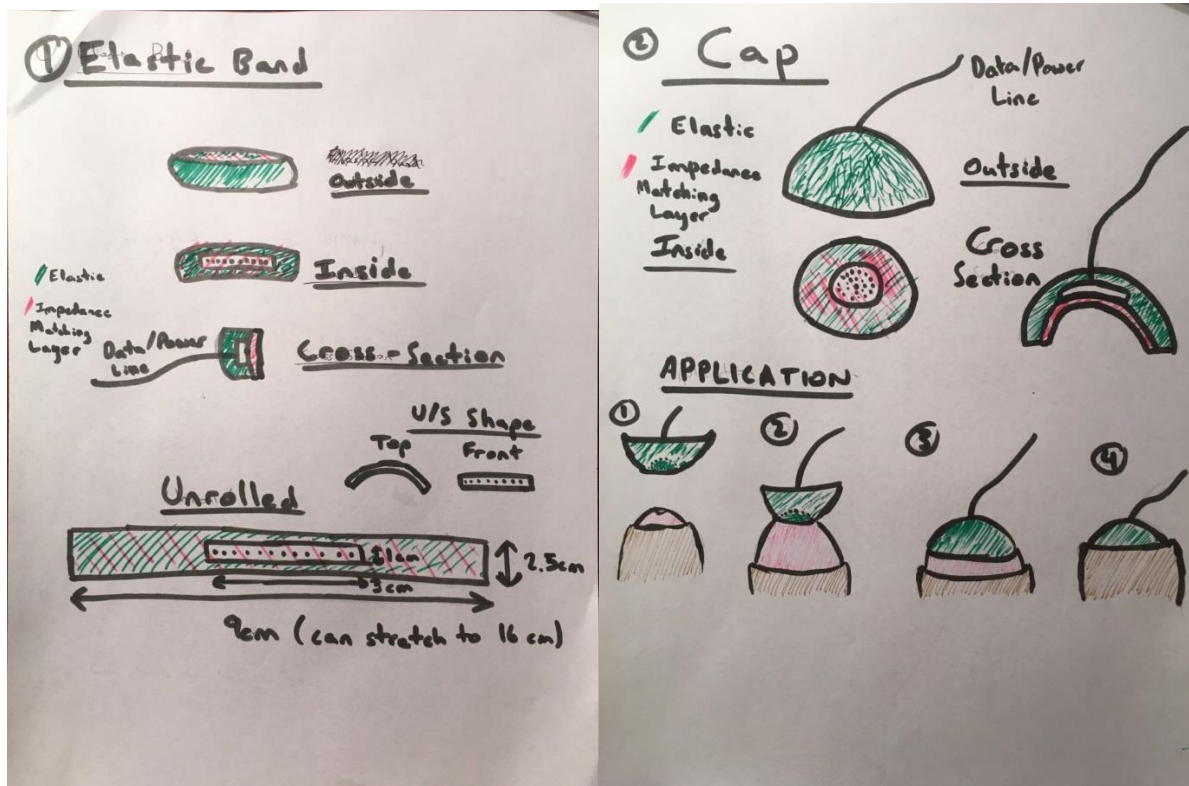 ① Elastic Band
Outside
Inside
Elastic
Impedance
Matching
Layer
Data/Power
Line
Cross-Section
U/S Shape
Top
Front
Unrolled
1cm
3cm
2.5cm
9cm (can stretch to 16 cm)
② Cap
Data/Power
Line
Elastic
Impedance
Matching
Layer
Outside
Inside
Cross
Section
APPLICATION
①
②
③
④